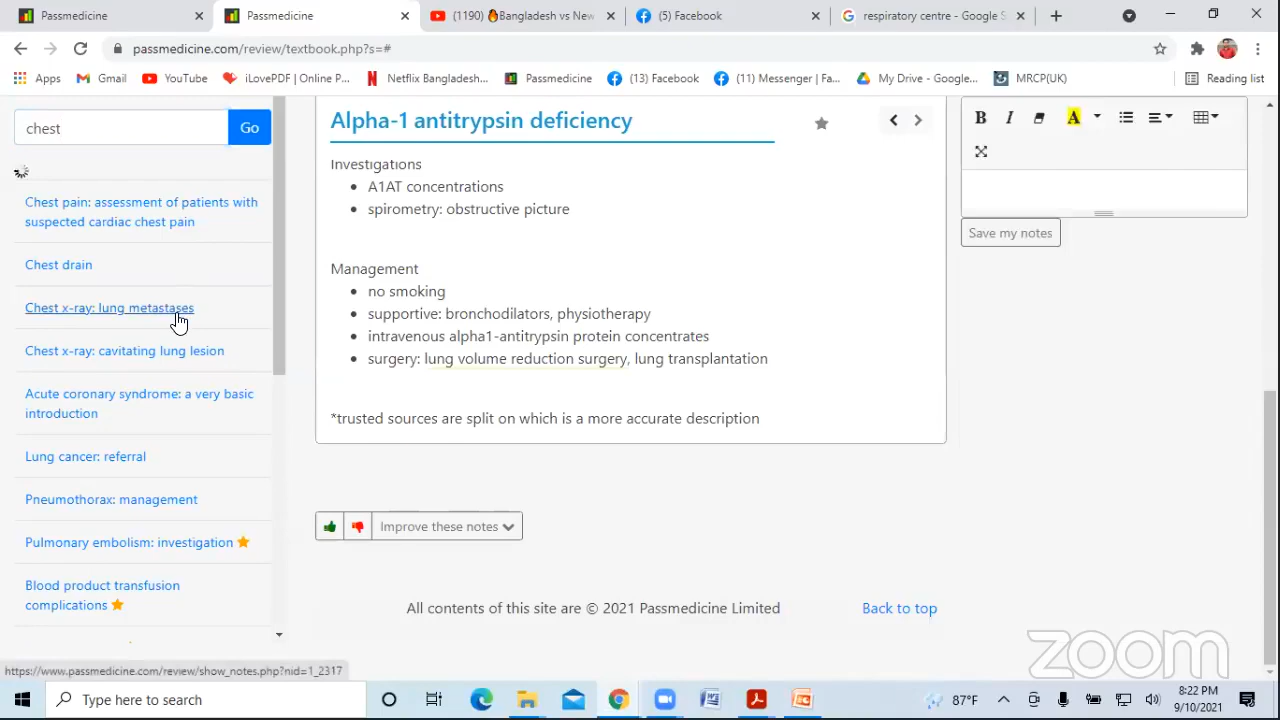 Passmedicine
Passmedicine
(1190) 🔥Bangladesh vs New
(5) Facebook
respiratory centre - Google S
passmedicine.com/review/textbook.php?s=#
Apps
Gmail
YouTube
iLovePDF | Online P...
Netflix Bangladesh...
Passmedicine
(13) Facebook
(11) Messenger | Fa...
My Drive - Google...
MRCP(UK)
Reading list
chest
Go
Chest pain: assessment of patients with
suspected cardiac chest pain
Chest drain
Chest x-ray: lung metastases
Chest x-ray: cavitating lung lesion
Acute coronary syndrome: a very basic
introduction
Lung cancer: referral
Pneumothorax: management
Pulmonary embolism: investigation
Blood product transfusion
complications
Alpha-1 antitrypsin deficiency
Investigations
• A1AT concentrations
• spirometry: obstructive picture
Management
• no smoking
• supportive: bronchodilators, physiotherapy
• intravenous alpha1-antitrypsin protein concentrates
• surgery: lung volume reduction surgery, lung transplantation
*trusted sources are split on which is a more accurate description
Improve these notes
All contents of this site are © 2021 Passmedicine Limited
Back to top
B I A
Save my notes
zoom
https://www.passmedicine.com/review/show_notes.php?nid=1_2317
Type here to search
87°F
8:22 PM
9/10/2021